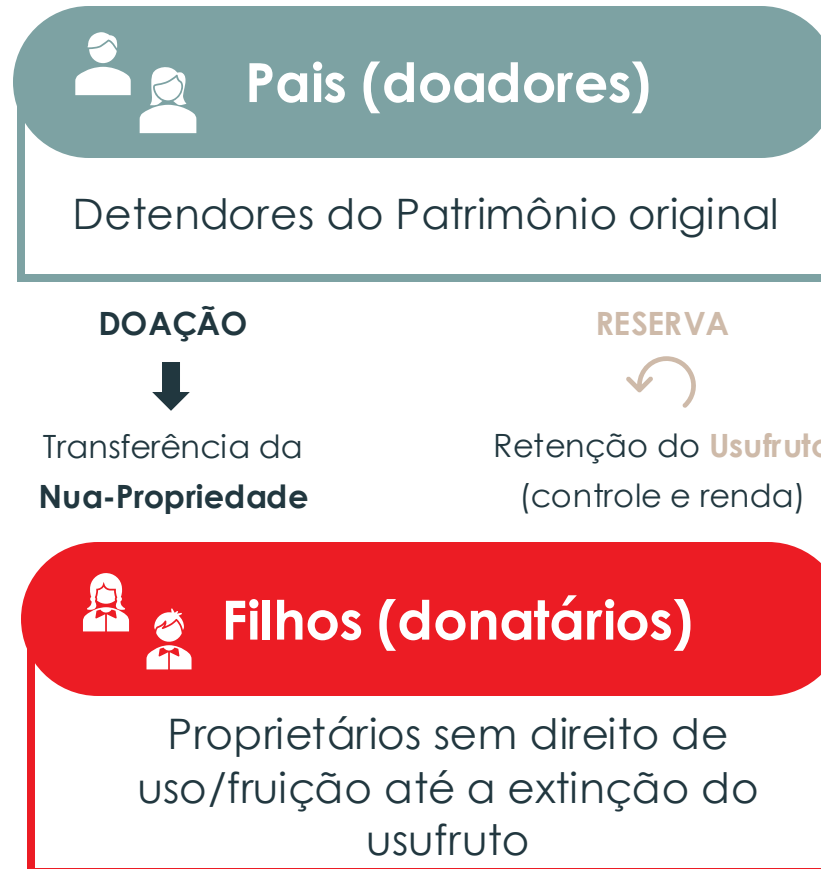 Pais (doadores)
Detendores do Patrimônio original
DOAÇÃO
Transferência da
Nua-Propriedade
RESERVA
Retenção do Usufruto
(controle e renda)
Filhos (donatários)
Proprietários sem direito de
uso/fruição até a extinção do
usufruto